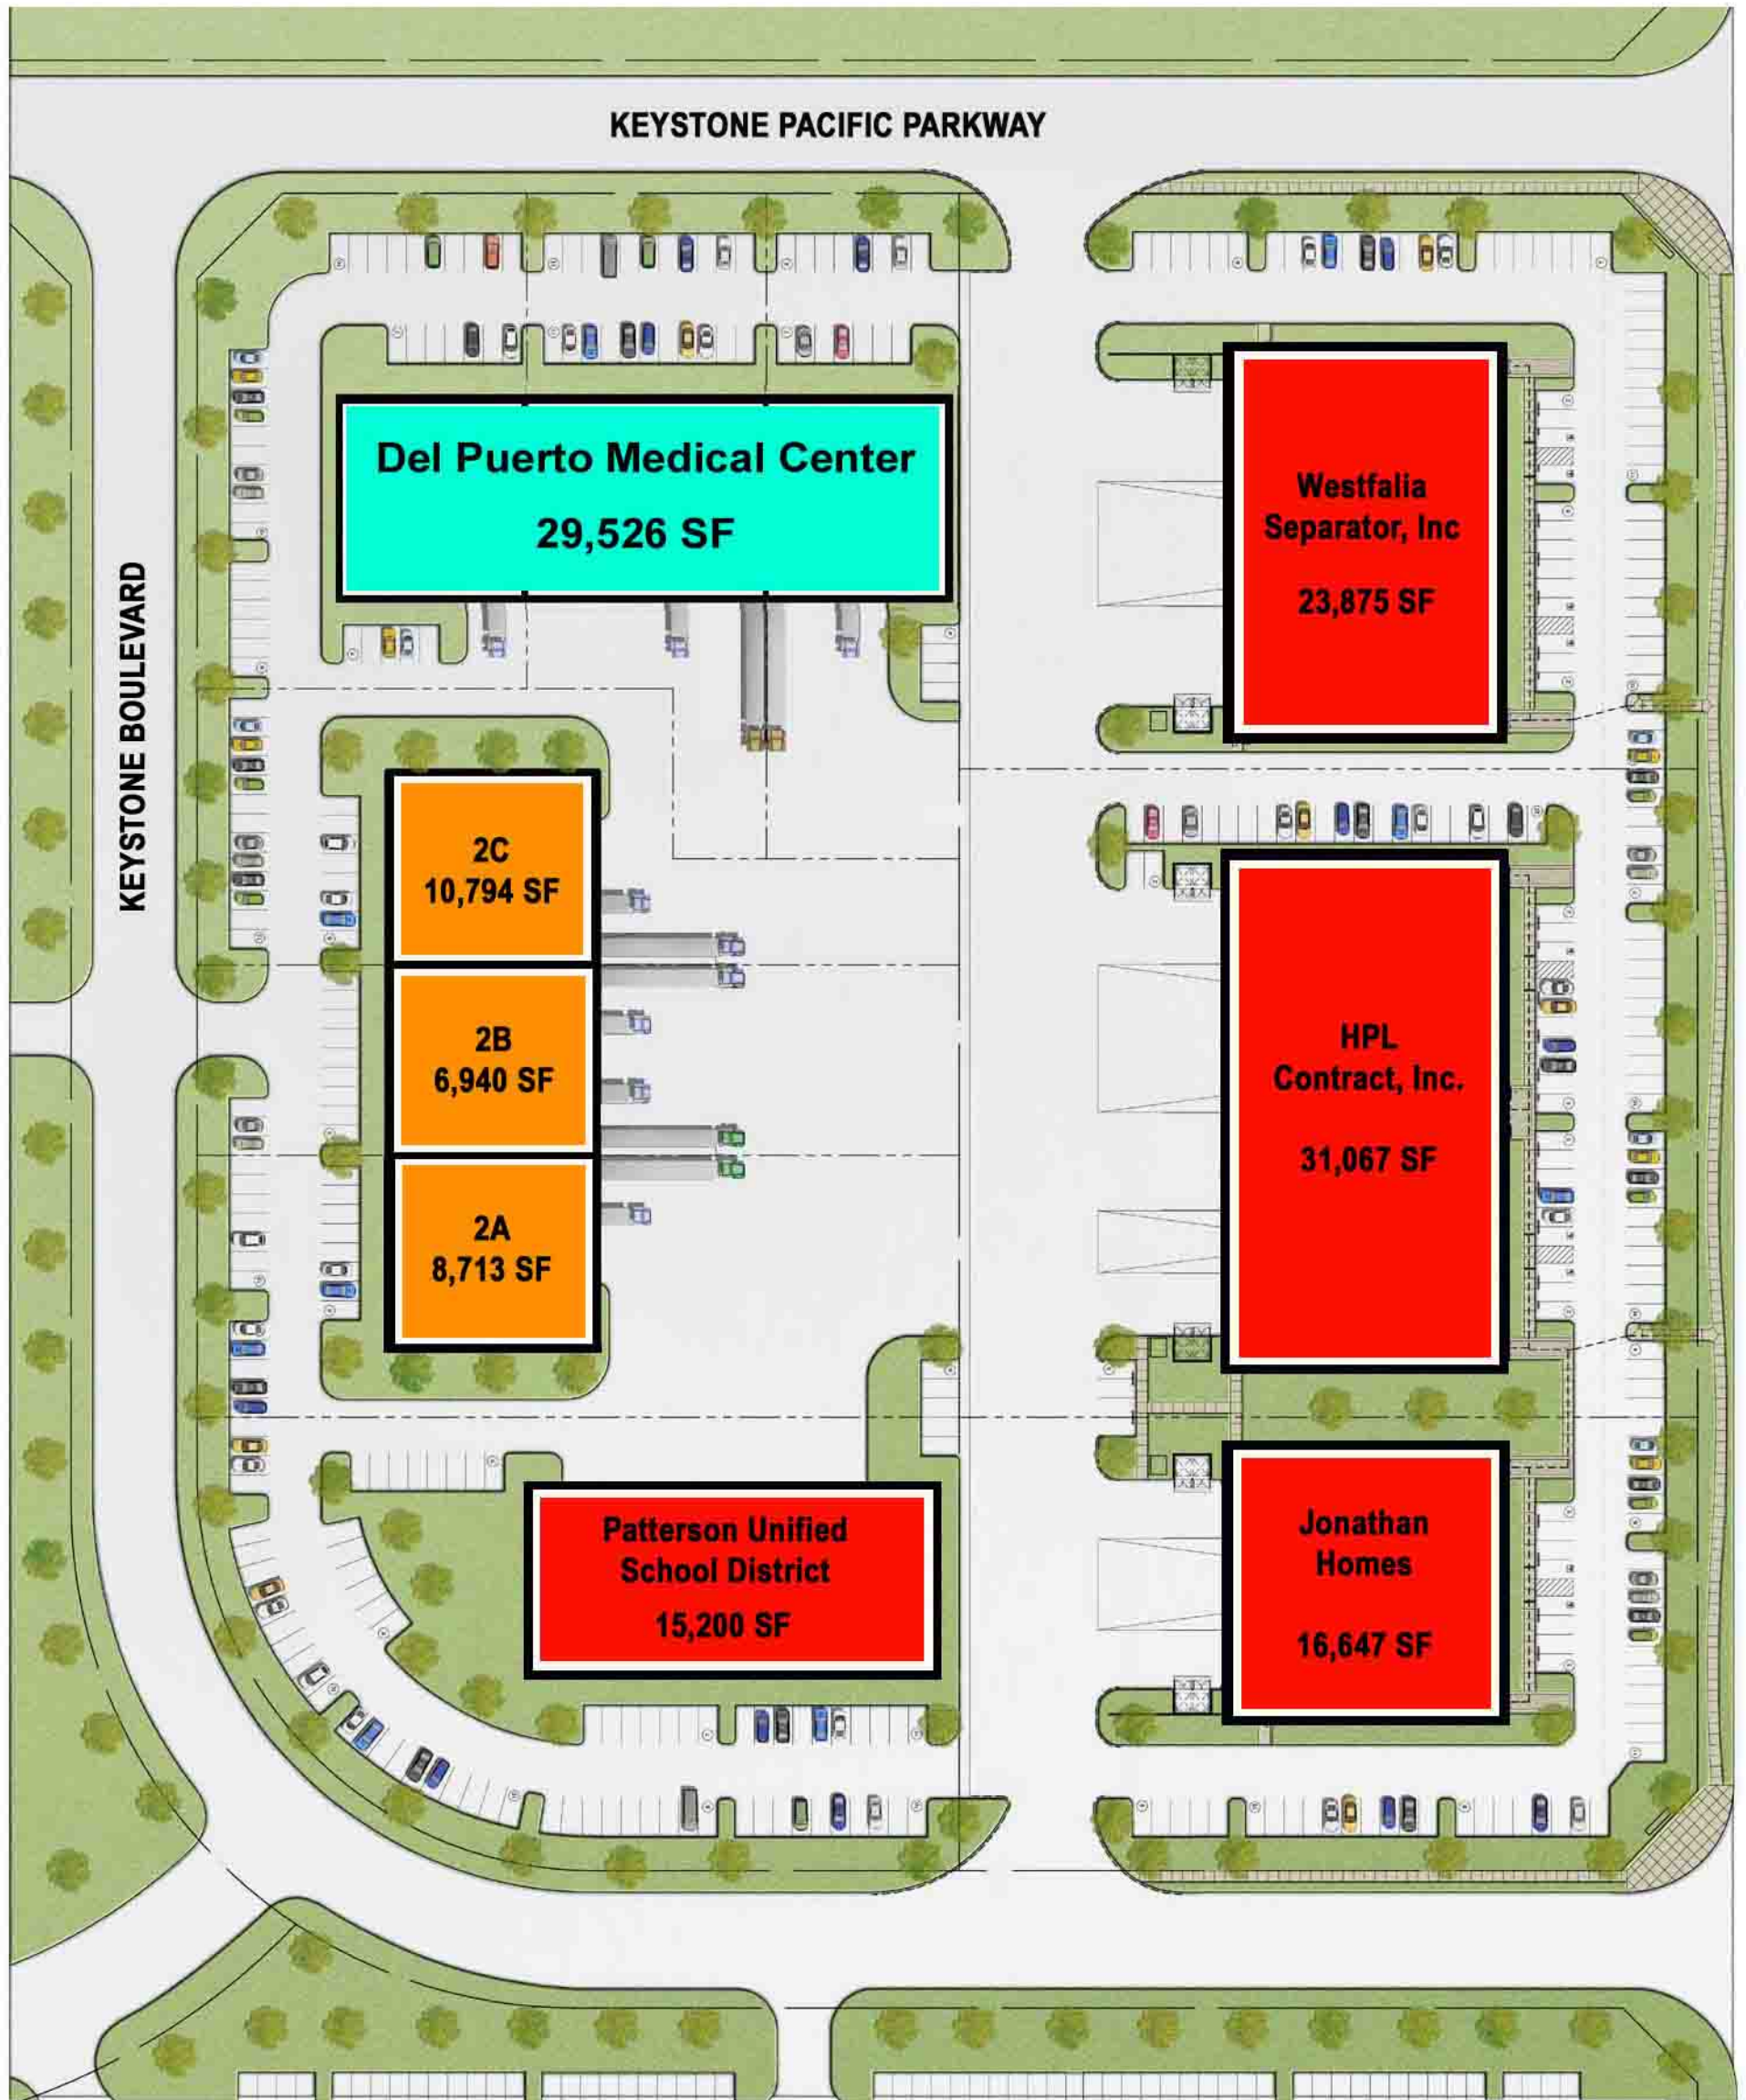 KEYSTONE PACIFIC PARKWAY
KEYSTONE BOULEVARD
Del Puerto Medical Center
29,526 SF
Westfalia
Separator, Inc
23,875 SF
2C
10,794 SF
2B
6,940 SF
2A
8,713 SF
HPL
Contract, Inc.
31,067 SF
Patterson Unified
School District
15,200 SF
Jonathan
Homes
16,647 SF